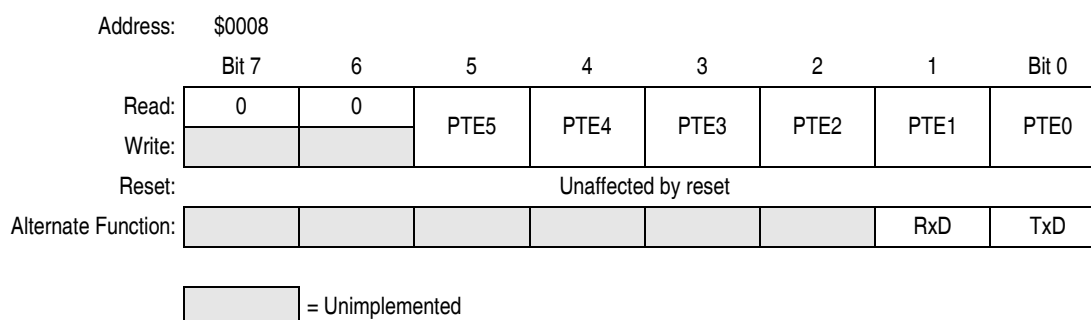 Address: $0008
Bit 7 6 5 4 3 2 1 Bit 0
Read: 0 0 PTE5 PTE4 PTE3 PTE2 PTE1 PTE0
Write:
Reset: Unaffected by reset
Alternate Function: RxD TxD
= Unimplemented